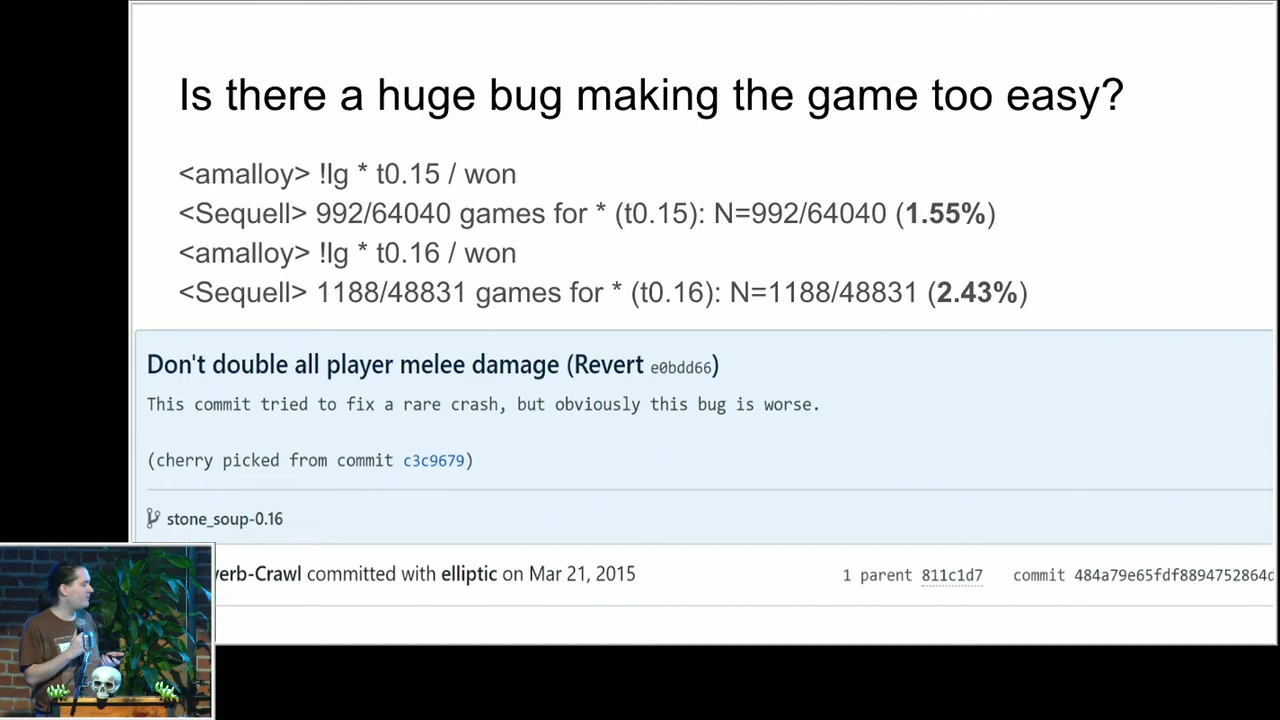 Is there a huge bug making the game too easy?
<amalloy> !lg * t0.15 / won
<Sequell> 992/64040 games for * (t0.15): N=992/64040 (1.55%)
<amalloy> !lg * t0.16 / won
<Sequell> 1188/48831 games for * (t0.16): N=1188/48831 (2.43%)
Don't double all player melee damage (Revert e0bdd66)
This commit tried to fix a rare crash, but obviously this bug is worse.
(cherry picked from commit c3c9679)
stone_soup-0.16
verb-Crawl committed with elliptic on Mar 21, 2015
1 parent 811c1d7 commit 484a79e65fdf8894752864d